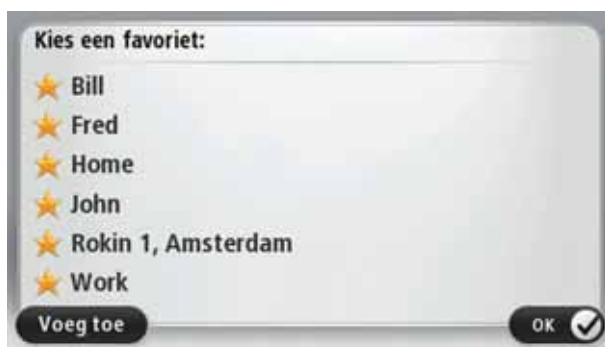 Kies een favoriet:
Bill
Fred
Home
John
Rokin 1, Amsterdam
Work
Voeg toe
OK